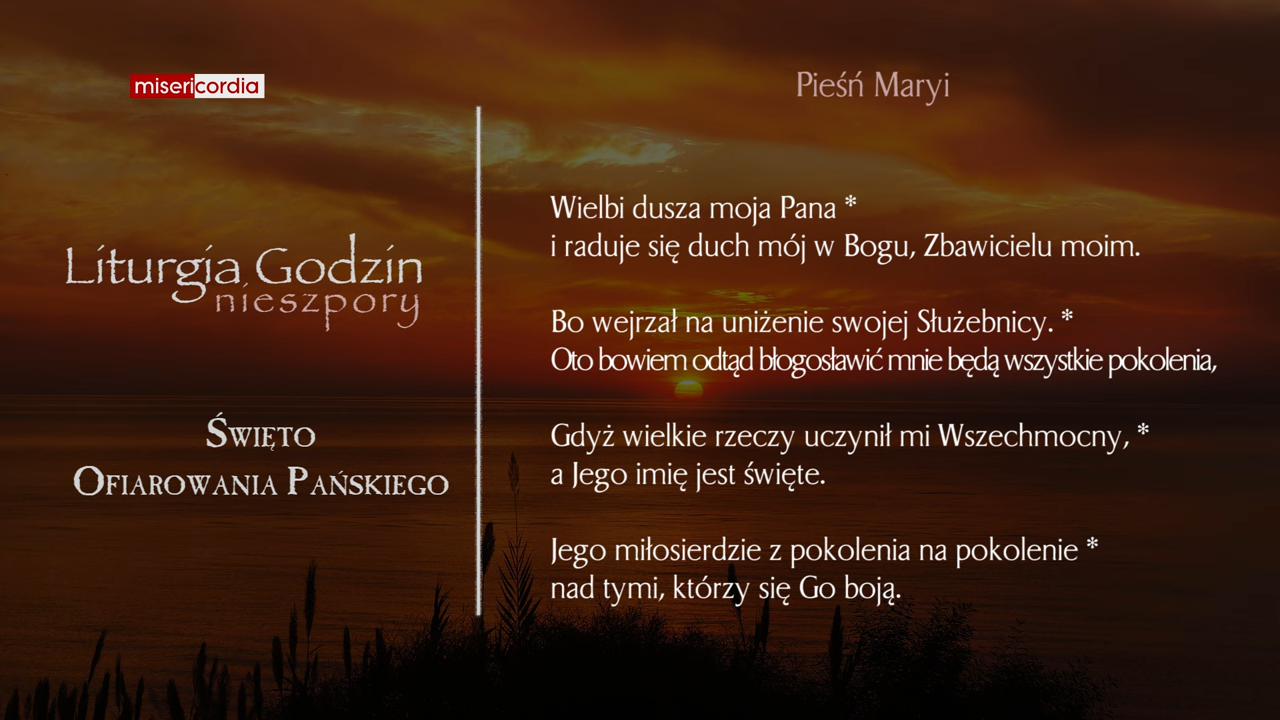 misericordia
Liturgia Godzin
nieszpory
Święto
Ofiarowania Pańskiego
Pieśń Maryi
Wielbi dusza moja Pana *
i raduje się duch mój w Bogu, Zbawicielu moim.
Bo wejrzał na uniżenie swojej Służebnicy. *
Oto bowiem odtąd błogosławić mnie będą wszystkie pokolenia,
Gdyż wielkie rzeczy uczynił mi Wszechmocny, *
a Jego imię jest święte.
Jego miłosierdzie z pokolenia na pokolenie *
nad tymi, którzy się Go boją.